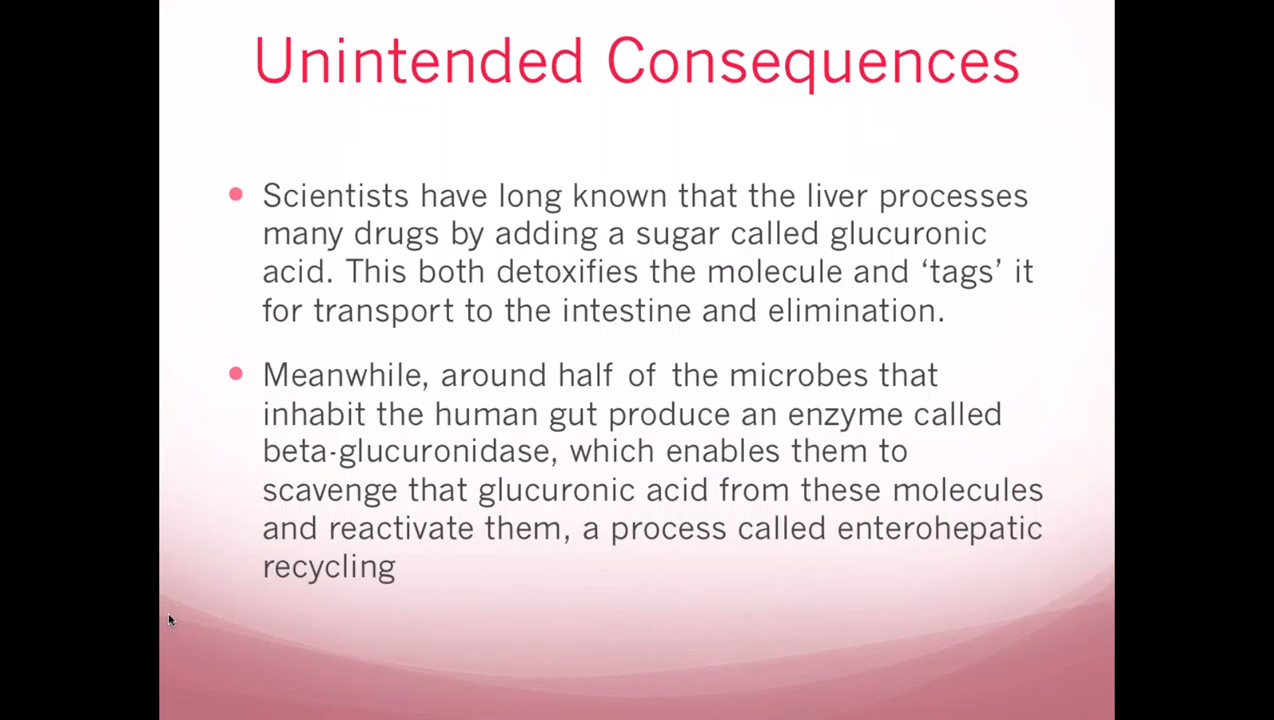 Unintended Consequences
• Scientists have long known that the liver processes
many drugs by adding a sugar called glucuronic
acid. This both detoxifies the molecule and ‘tags’ it
for transport to the intestine and elimination.
• Meanwhile, around half of the microbes that
inhabit the human gut produce an enzyme called
beta-glucuronidase, which enables them to
scavenge that glucuronic acid from these molecules
and reactivate them, a process called enterohepatic
recycling